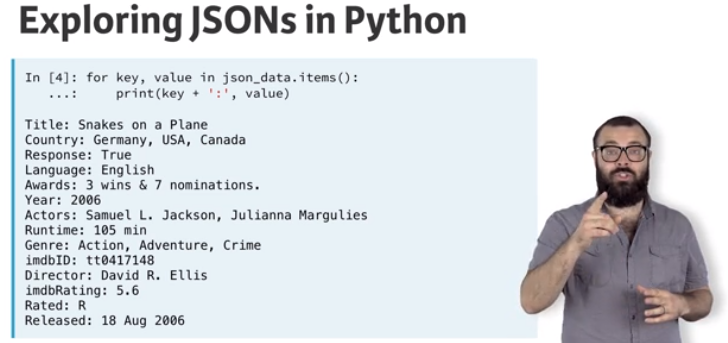 Exploring JSONs in Python
In [4]: for key, value in json_data.items():
...: print(key + ':', value)
Title: Snakes on a Plane
Country: Germany, USA, Canada
Response: True
Language: English
Awards: 3 wins & 7 nominations.
Year: 2006
Actors: Samuel L. Jackson, Julianna Margulies
Runtime: 105 min
Genre: Action, Adventure, Crime
imdbID: tt0417148
Director: David R. Ellis
imdbRating: 5.6
Rated: R
Released: 18 Aug 2006